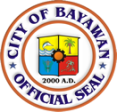 CITY OF BAYAWAN
2000 A.D.
OFFICIAL SEAL